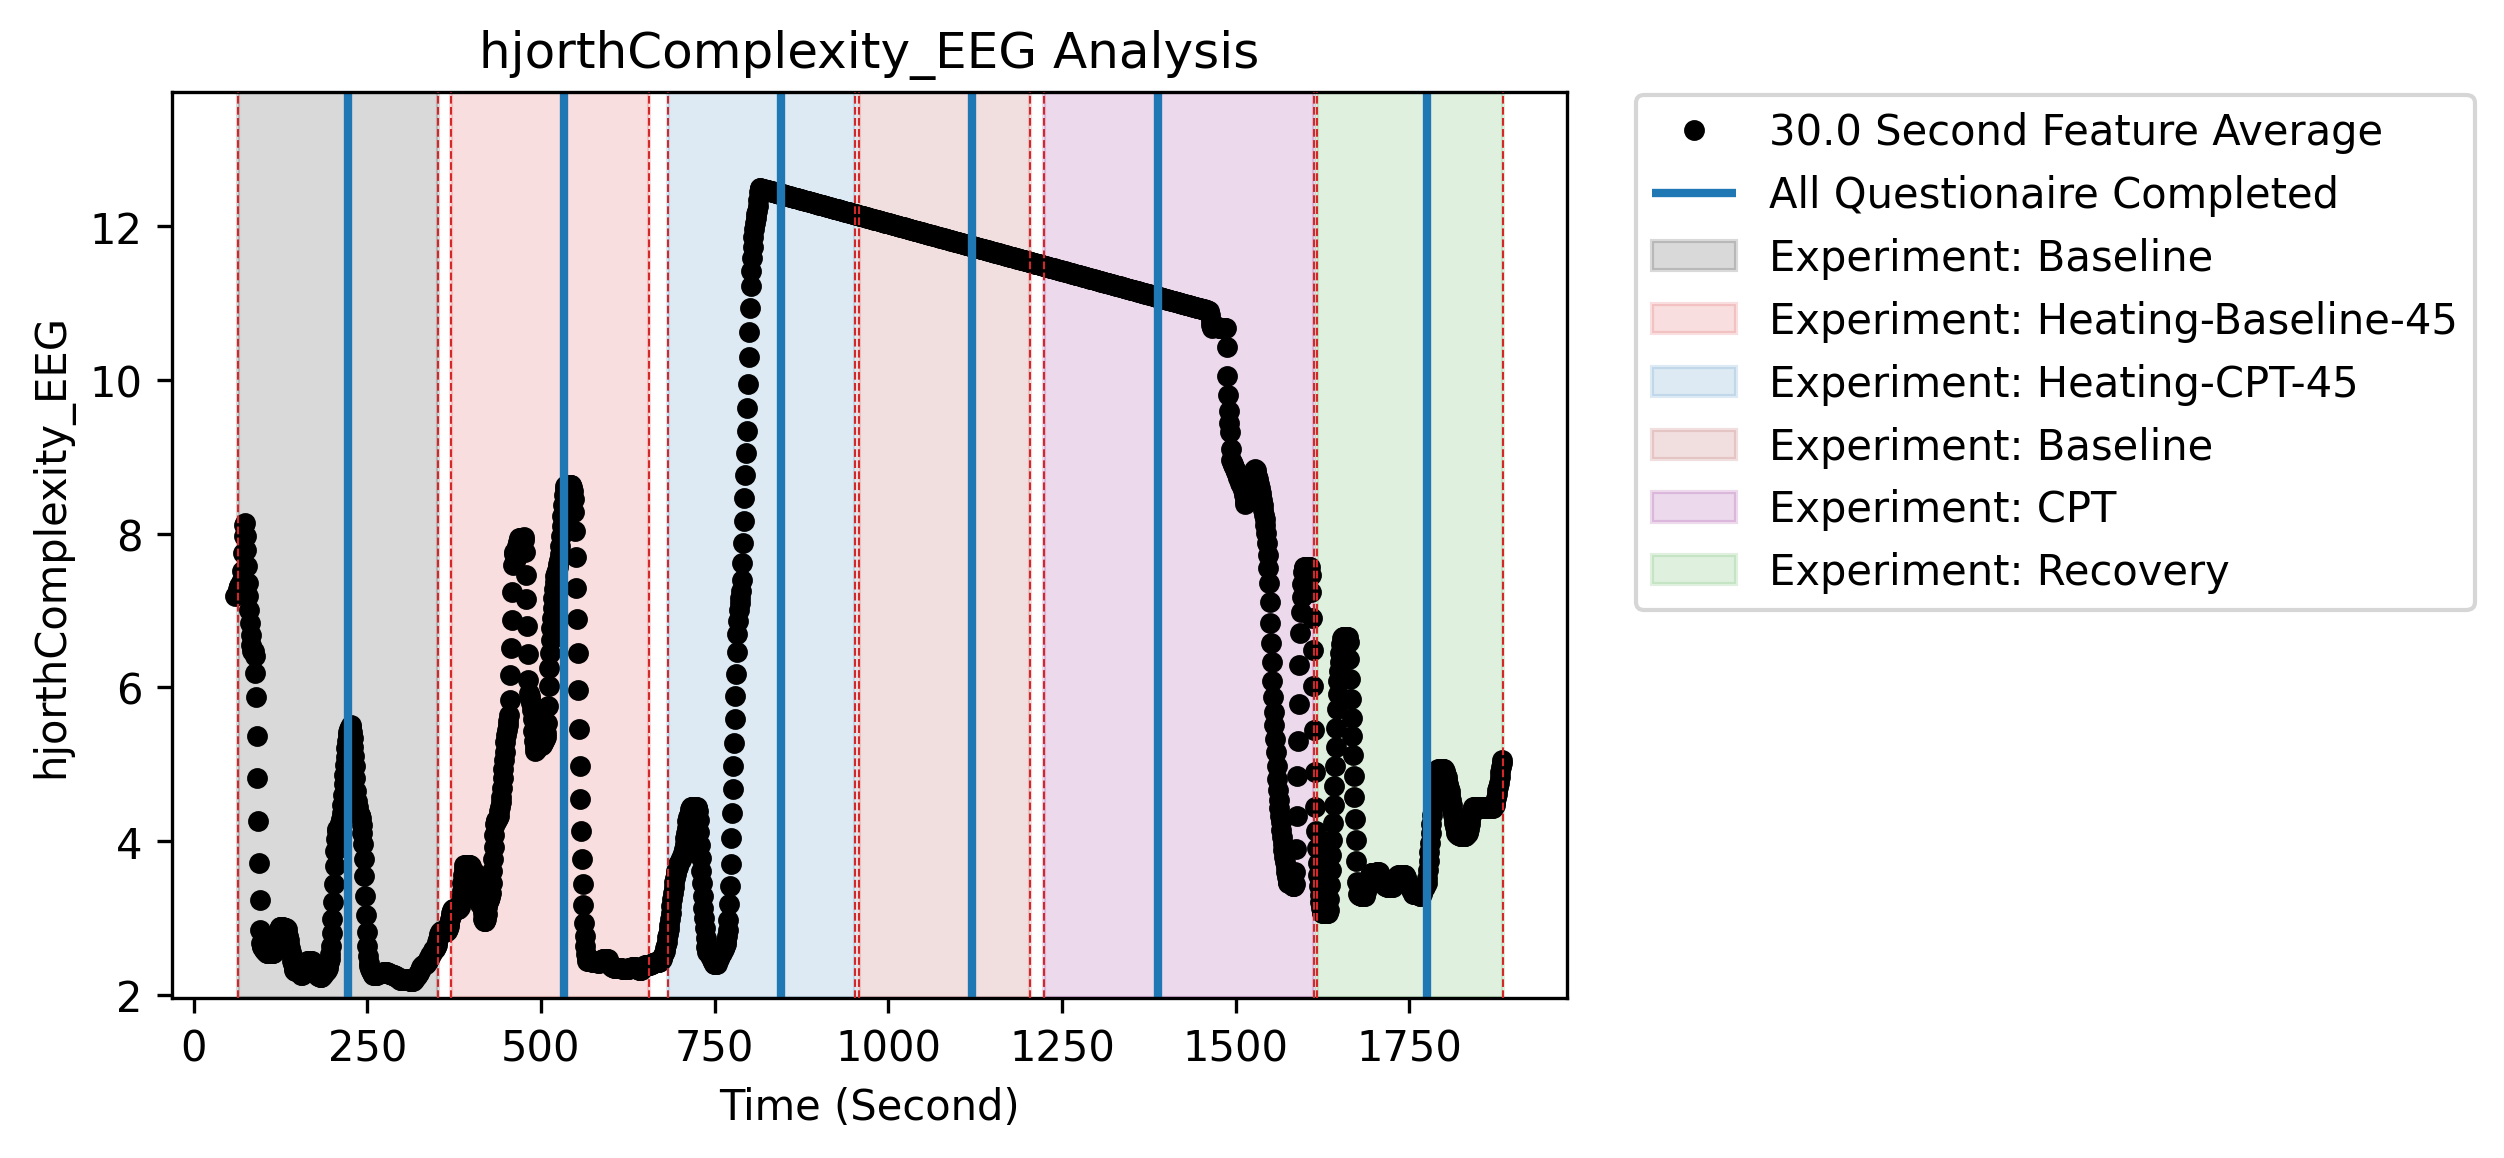 hjorthComplexity_EEG Analysis
hjorthComplexity_EEG
12
10
8
6
4
2
0 250 500 750 1000 1250 1500 1750
Time (Second)
30.0 Second Feature Average
All Questionaire Completed
Experiment: Baseline
Experiment: Heating-Baseline-45
Experiment: Heating-CPT-45
Experiment: Baseline
Experiment: CPT
Experiment: Recovery